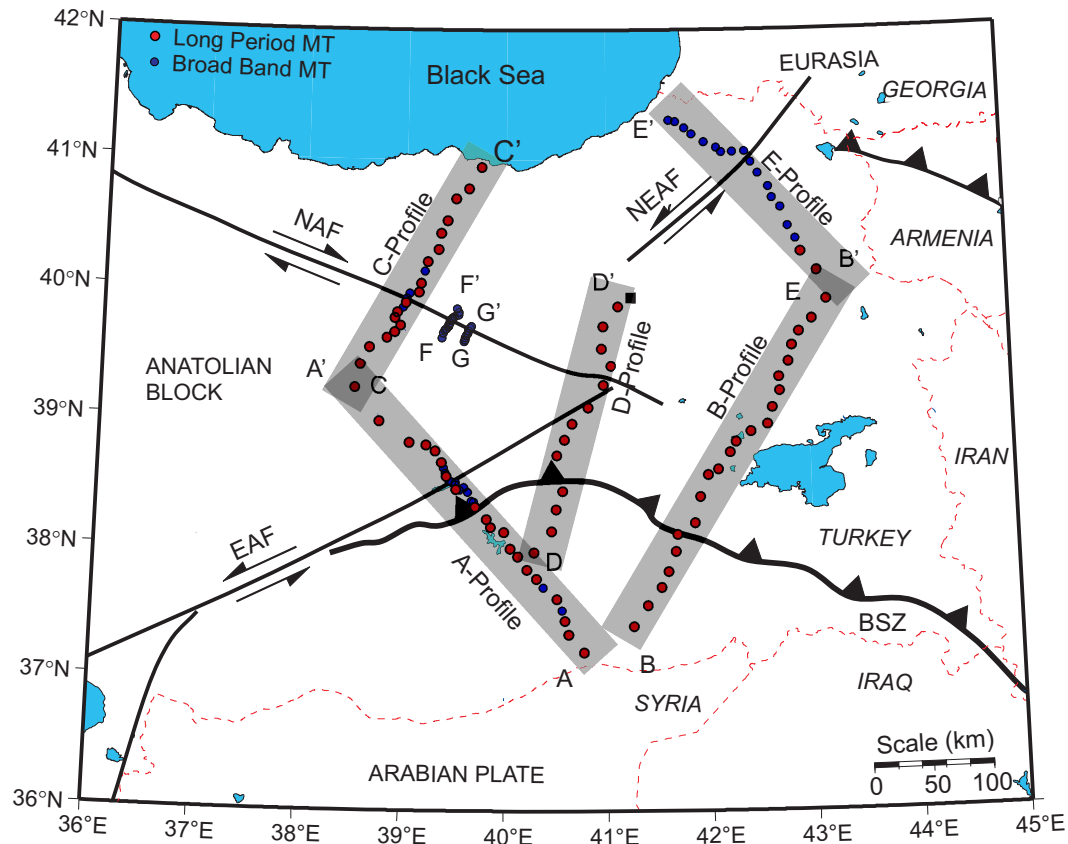 42°N
Long Period MT
Broad Band MT
Black Sea
EURASIA
GEORGIA
E'
41°N
C'
E-Profile
NEAF
C-Profile
NAF
ARMENIA
B'
40°N
F'
D'
E
G'
F
G
D-Profile
B-Profile
ANATOLIAN
BLOCK
A'
C
39°N
IRAN
38°N
TURKEY
EAF
D
A-Profile
BSZ
37°N
A
B
SYRIA
IRAQ
Scale (km)
ARABIAN PLATE
0 50 100
36°N
36°E 37°E 38°E 39°E 40°E 41°E 42°E 43°E 44°E 45°E